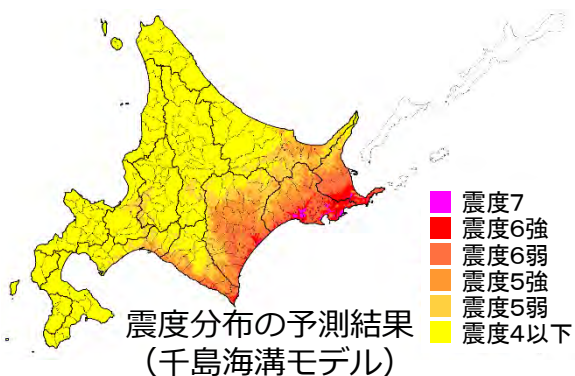 震度7
震度6強
震度6弱
震度5強
震度5弱
震度4以下
震度分布の予測結果
（千島海溝モデル）